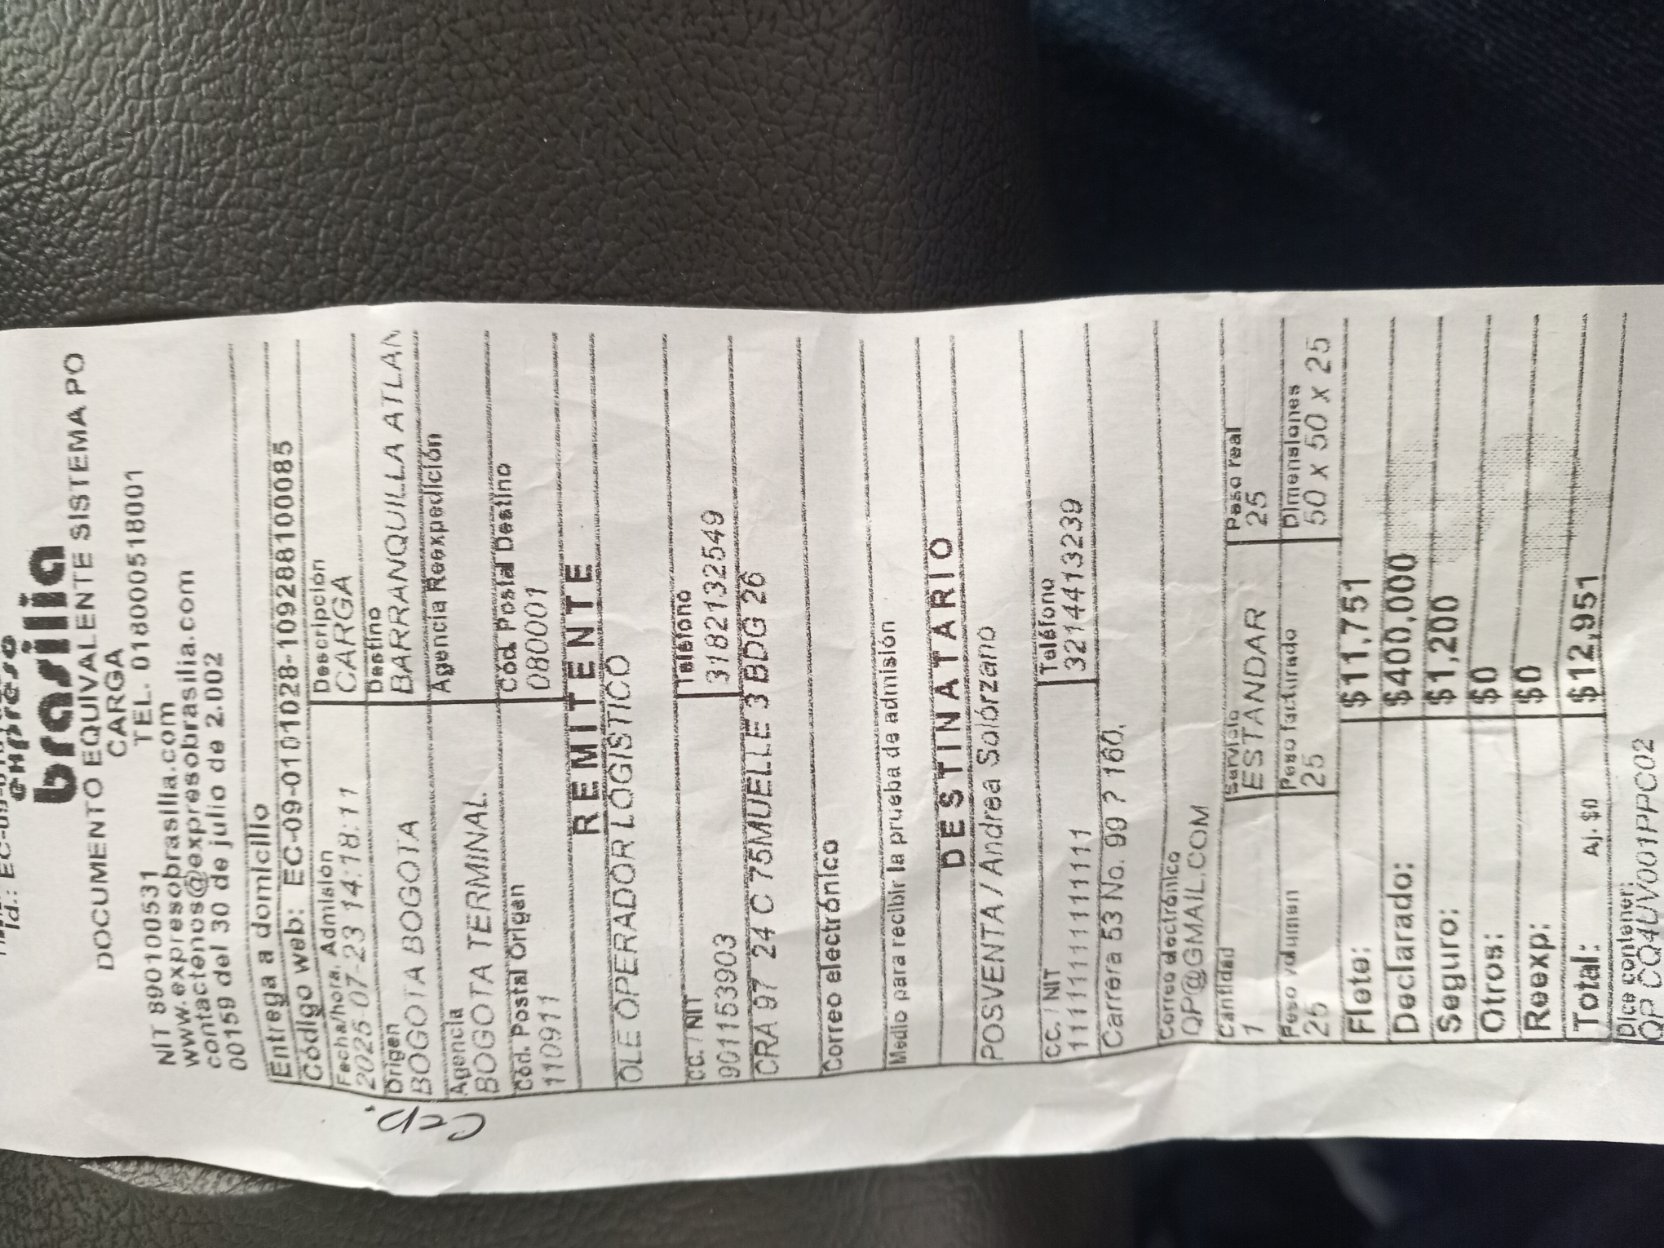 expreso
brasilia
DOCUMENTO EQUIVALENTE SISTEMA PO
CARGA
NIT 890100531 TEL. 018000518001
www.expresobrasilia.com
contactenos@expresobrasilia.com
00159 del 30 de julio de 2.002
Entrega a domicilio
Código web: EC-09-0101028-1092881000085
Fecha/hora. Admisión Descripción
2025-07-23 14:18:11 CARGA
Origen Destino
BOGOTA BOGOTA BARRANQUILLA ATLAN
Agencia Agencia Reexpedición
BOGOTA TERMINAL.
Cód. Postal Origen Cód. Postal Destino
110911 080001
REMITENTE
OLE OPERADOR LOGISTICO
CC. / NIT Teléfono
901153903 3182132549
CRA 97 24 C 75MUELLE 3 BDG 26
Correo electrónico
Medio para recibir la prueba de admisión
DESTINATARIO
POSVENTA / Andrea Solórzano
CC. / NIT Teléfono
3214413239
Carrera 53 No. 99 ? 160.
Correo electrónico
QP@GMAIL.COM
Cantidad Servicio Peso real
1 ESTANDAR 25
Peso volumen Peso facturado Dimensiones
25 25 50 x 50 x 25
Flete: $11,751
Declarado: $400,000
Seguro: $1,200
Otros: $0
Reexp: $0
Total: Aj. $0 $12,951
Dice contener:
QP CQ4UV001PPC02